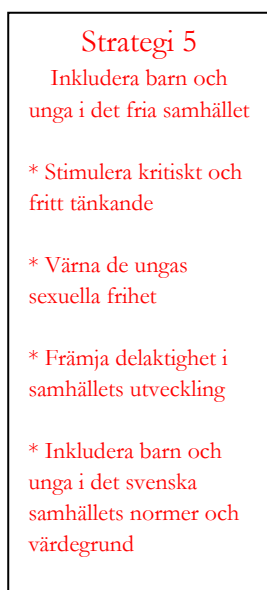 Strategi 5
Inkludera barn och
unga i det fria samhället
* Stimulera kritiskt och
fritt tänkande
* Värna de ungas
sexuella frihet
* Främja delaktighet i
samhällets utveckling
* Inkludera barn och
unga i det svenska
samhällets normer och
värdegrund